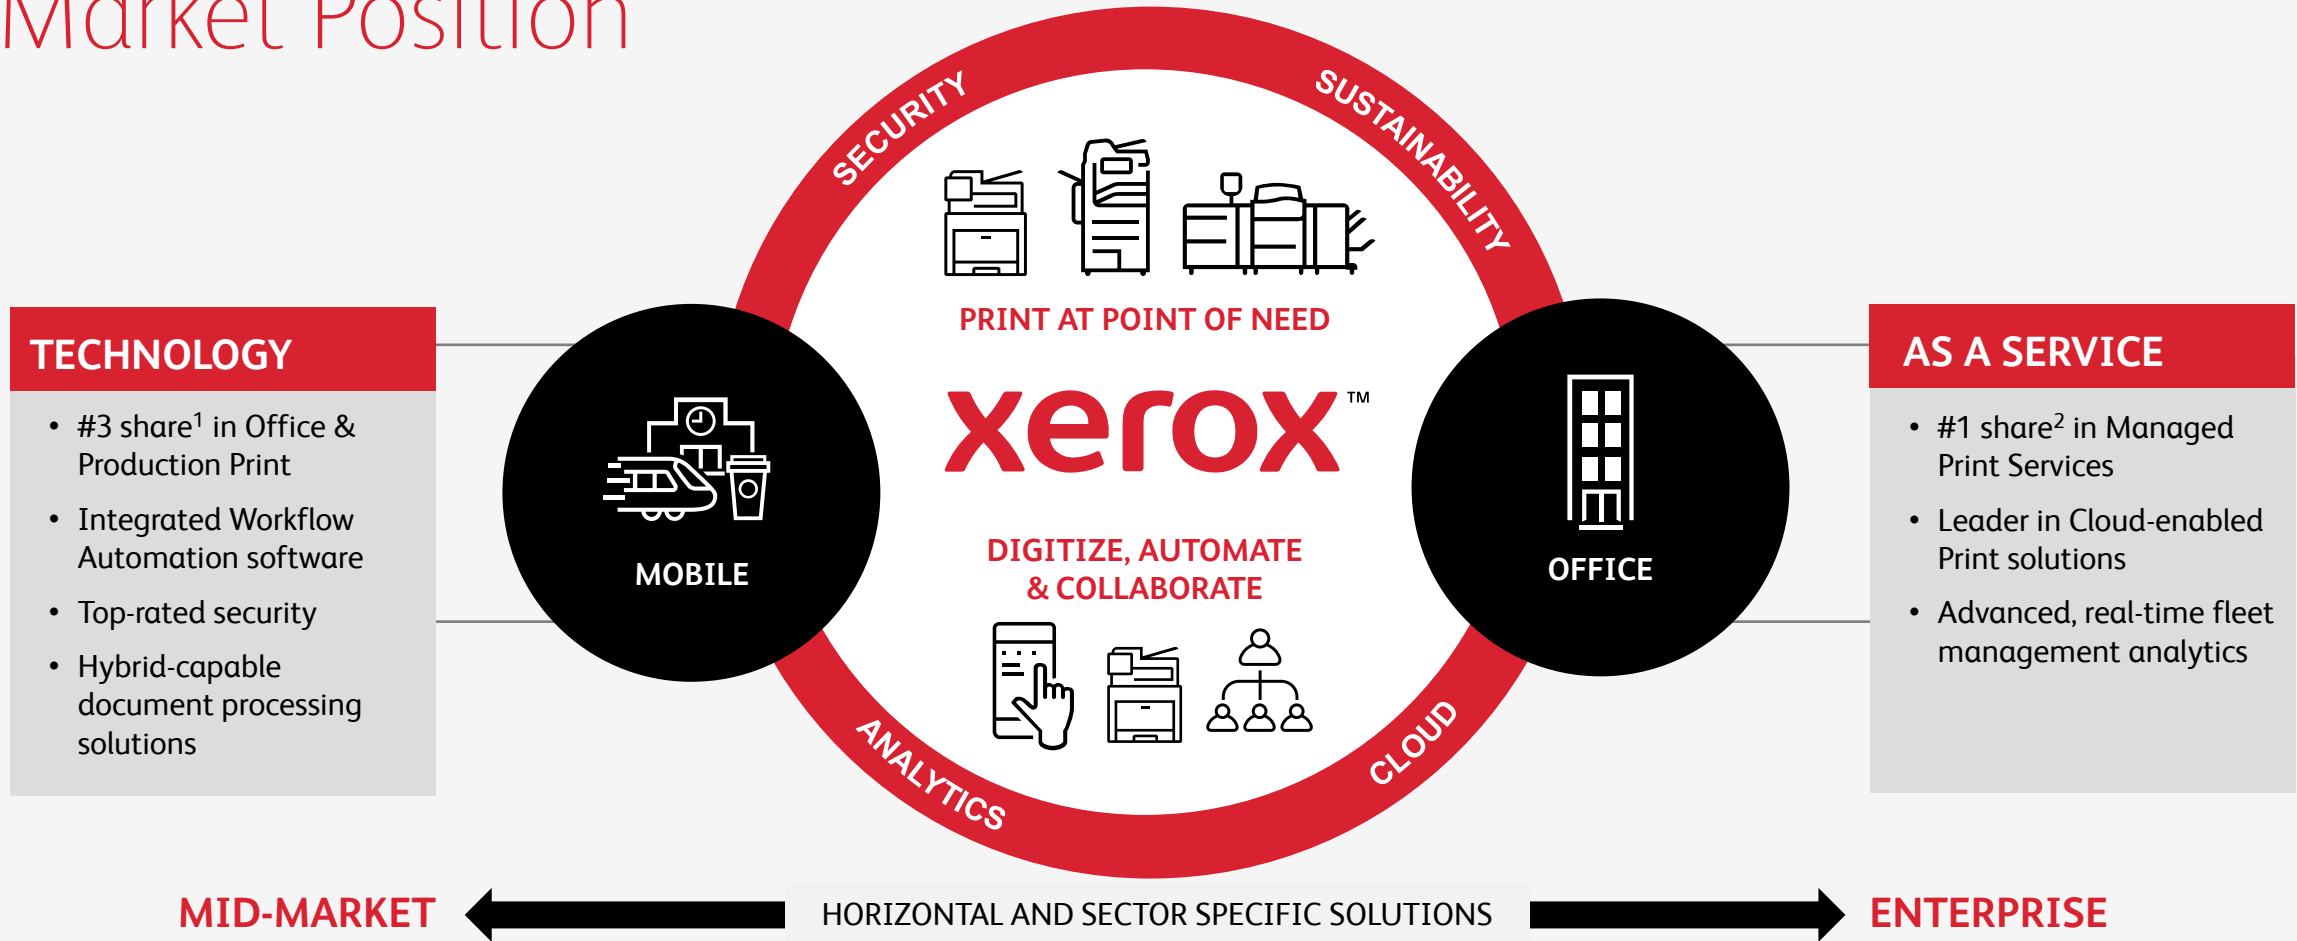 Market Position
SECURITY
SUSTAINABILITY
PRINT AT POINT OF NEED
xerox™
DIGITIZE, AUTOMATE
& COLLABORATE
ANALYTICS
CLOUD
MOBILE
OFFICE
TECHNOLOGY
• #3 share¹ in Office &
Production Print
• Integrated Workflow
Automation software
• Top-rated security
• Hybrid-capable
document processing
solutions
AS A SERVICE
• #1 share² in Managed
Print Services
• Leader in Cloud-enabled
Print solutions
• Advanced, real-time fleet
management analytics
MID-MARKET
HORIZONTAL AND SECTOR SPECIFIC SOLUTIONS
ENTERPRISE